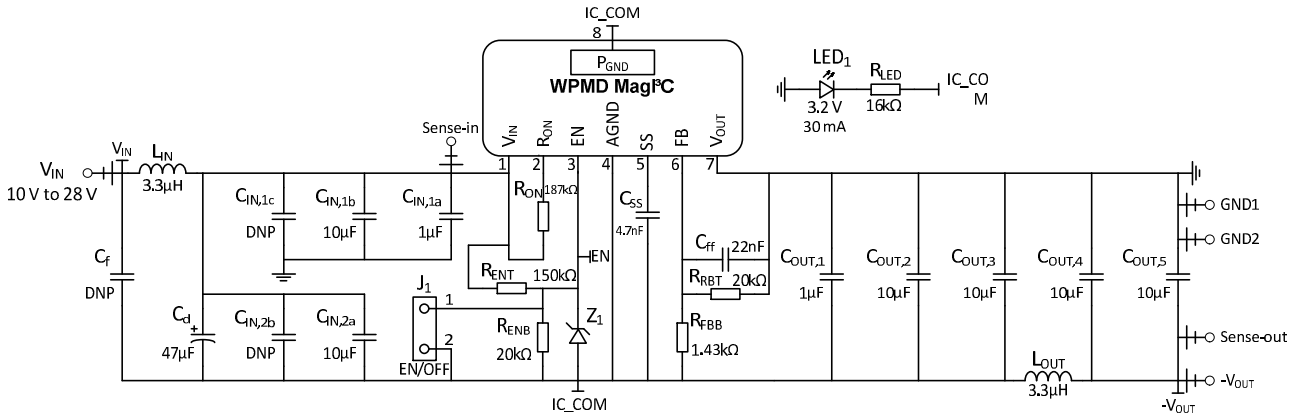 IC_COM
8
PGND
WPMD MagI³C
VIN
RON
EN
AGND
SS
FB
VOUT
1
2
3
4
5
6
7
LED1
3.2 V
30 mA
RLED
16kΩ
IC_CO
M
Sense-in
VIN
10 V to 28 V
VIN
LIN
3.3µH
CIN,1c
DNP
CIN,1b
10µF
CIN,1a
1µF
RON
187kΩ
CSS
4.7nF
Cf
DNP
RENT
150kΩ
EN
Cff
22nF
RRBT
20kΩ
COUT,1
1µF
COUT,2
10µF
COUT,3
10µF
COUT,4
10µF
COUT,5
10µF
GND1
GND2
Cd
+
47µF
CIN,2b
DNP
CIN,2a
10µF
J1
1
2
EN/OFF
RENB
20kΩ
Z1
RFBB
1.43kΩ
Sense-out
LOUT
3.3µH
-VOUT
-VOUT
IC_COM